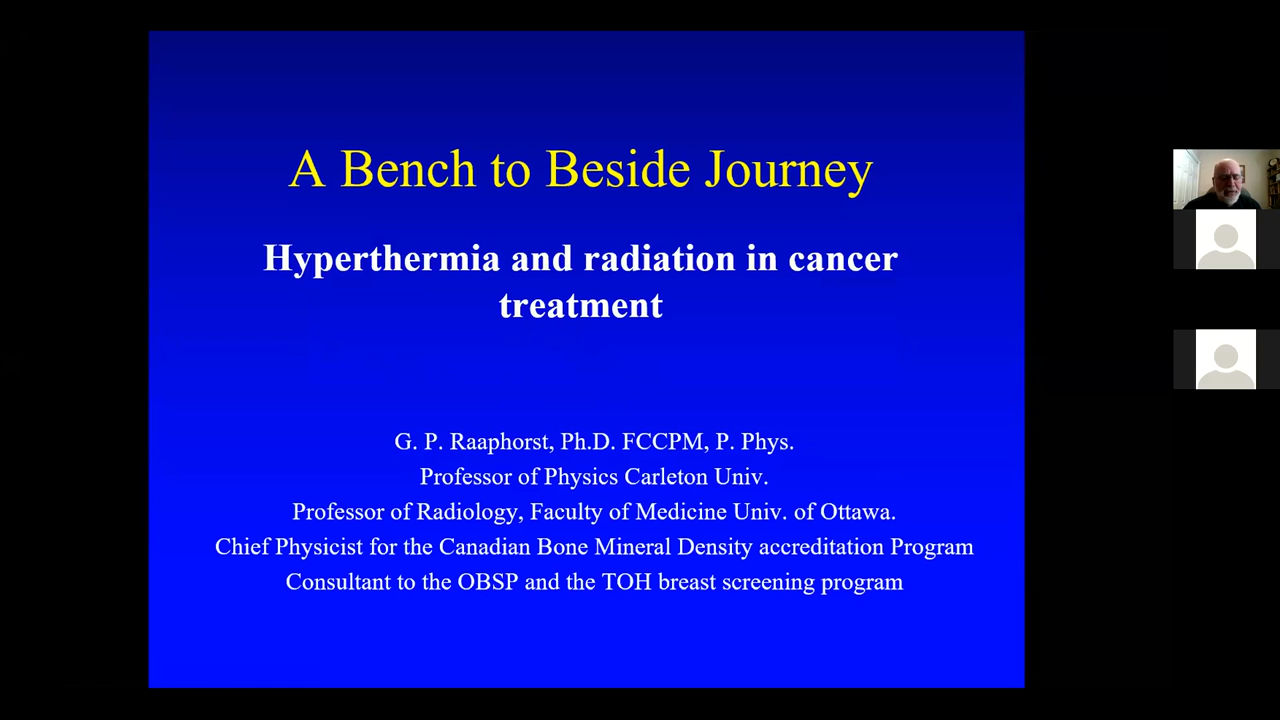 A Bench to Beside Journey
Hyperthermia and radiation in cancer
treatment
G. P. Raaphorst, Ph.D. FCCPM, P. Phys.
Professor of Physics Carleton Univ.
Professor of Radiology, Faculty of Medicine Univ. of Ottawa.
Chief Physicist for the Canadian Bone Mineral Density accreditation Program
Consultant to the OBSP and the TOH breast screening program